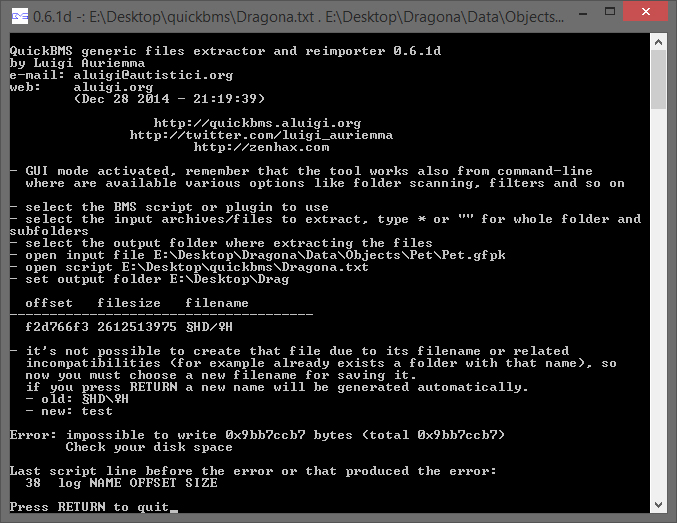 0.6.1d -: E:\Desktop\quickbms\Dragona.txt . E:\Desktop\Dragona\Data\Objects...
QuickBMS generic files extractor and reimporter 0.6.1d
by Luigi Auriemma
e-mail: aluigi@autistici.org
web:    aluigi.org
        (Dec 28 2014 - 21:19:39)
                  http://quickbms.aluigi.org
               http://twitter.com/luigi_auriemma
                       http://zenhax.com
- GUI mode activated, remember that the tool works also from command-line
  where are available various options like folder scanning, filters and so on
- select the BMS script or plugin to use
- select the input archives/files to extract, type * or "" for whole folder and
subfolders
- select the output folder where extracting the files
- open input file E:\Desktop\Dragona\Data\Objects\Pet\Pet.gfpk
- open script E:\Desktop\quickbms\Dragona.txt
- set output folder E:\Desktop\Drag
  offset   filesize   filename
--------------------------------------
  f2d766f3 2612513975 §HD/♀H
- it's not possible to create that file due to its filename or related
  incompatibilities (for example already exists a folder with that name), so
  now you must choose a new filename for saving it.
  if you press RETURN a new name will be generated automatically.
  - old: §HD\♀H
  - new: test
Error: impossible to write 0x9bb7ccb7 bytes (total 0x9bb7ccb7)
       Check your disk space
Last script line before the error or that produced the error:
  38  log NAME OFFSET SIZE
Press RETURN to quit_